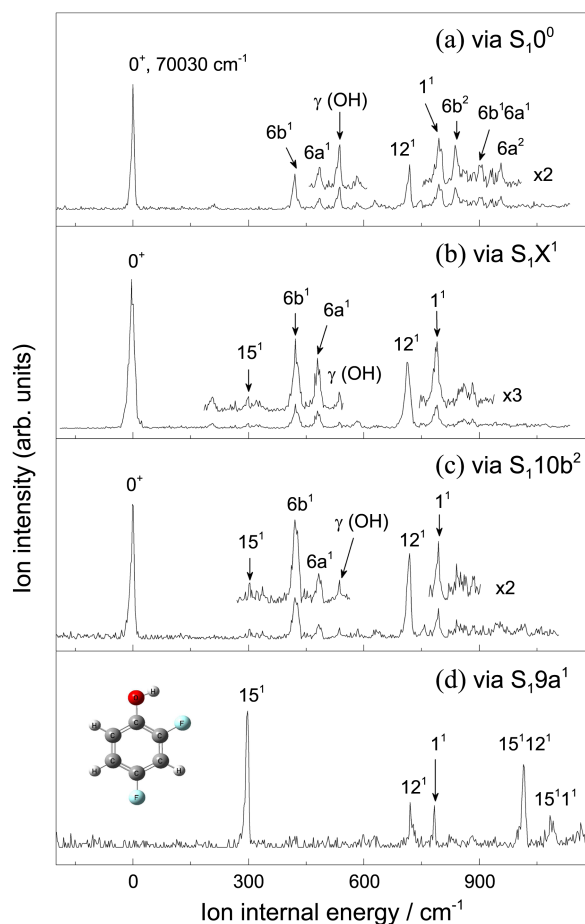 (a) via S₁0⁰
0⁺, 70030 cm⁻¹
6b¹
6a¹
γ (OH)
12¹
1¹
6b²
6b¹6a¹
6a²
x2
(b) via S₁X¹
0⁺
15¹
6b¹
6a¹
γ (OH)
12¹
1¹
x3
(c) via S₁10b²
0⁺
15¹
6b¹
6a¹
γ (OH)
12¹
1¹
x2
(d) via S₁9a¹
15¹
12¹
1¹
15¹12¹
15¹1¹
O H
H C C F
C C
H C H
F
Ion intensity (arb. units)
0 300 600 900
Ion internal energy / cm⁻¹